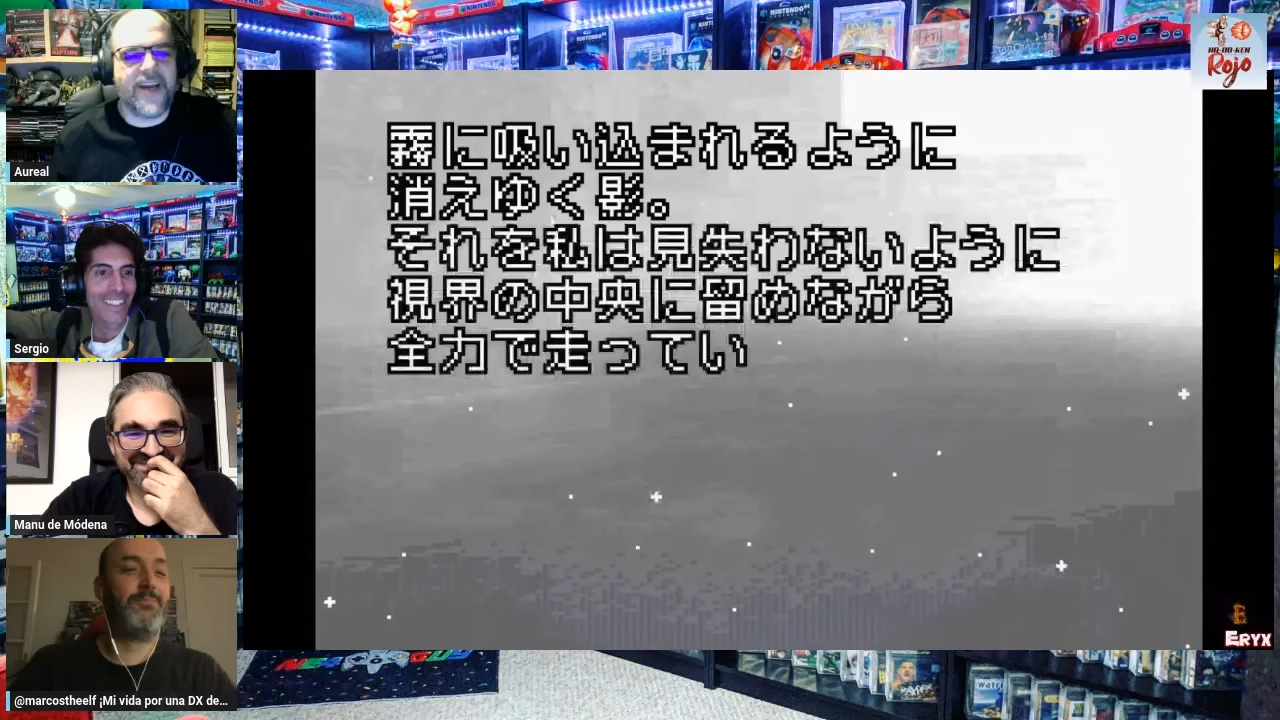 霧に吸い込まれるように
消えゆく影。
それを私は見失わないように
視界の中央に留めながら
全力で走ってい
Aureal
Sergio
Manu de Módena
@marcostheelf ¡Mi vida por una DX de…
HA-DO-KEN
Rojo
ERYX